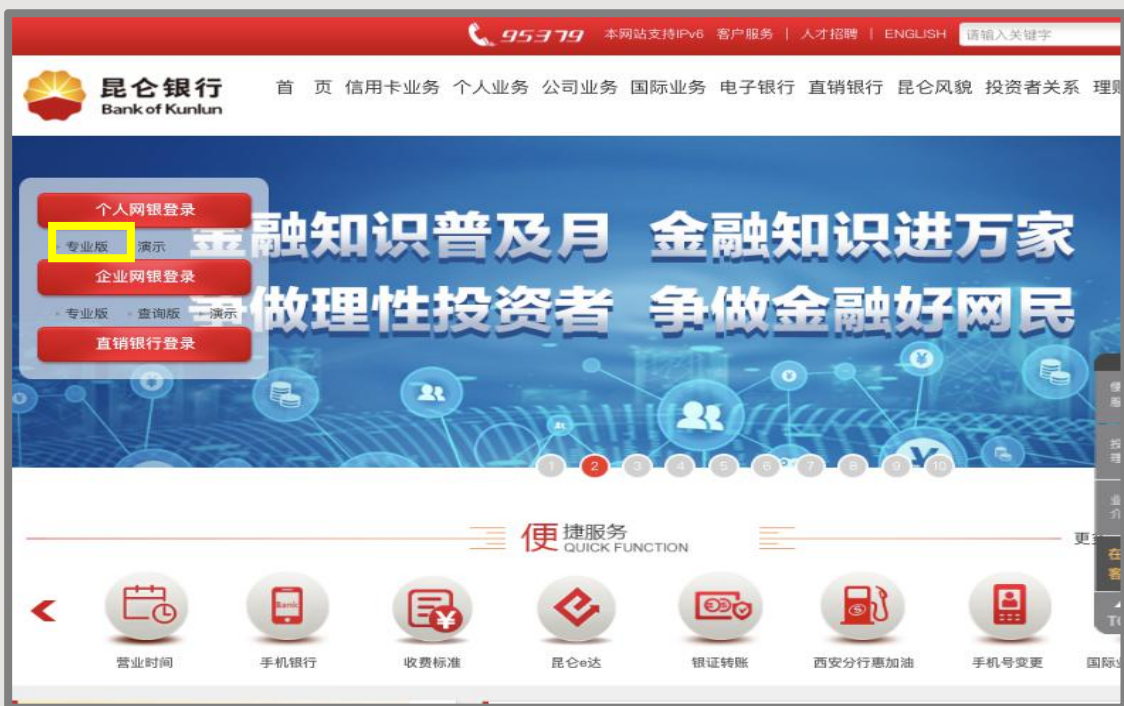 95379 本网站支持IPv6 客户服务 | 人才招聘 | ENGLISH 请输入关键字
昆仑银行
Bank of Kunlun
首 页 信用卡业务 个人业务 公司业务 国际业务 电子银行 直销银行 昆仑风貌 投资者关系 理
个人网银登录
专业版 演示
企业网银登录
专业版 查询版 演示
直销银行登录
金融知识普及月 金融知识进万家
争做理性投资者 争做金融好网民
1 2 3 4 5 6 7 8 9 10
便捷服务
QUICK FUNCTION
更
在
客
Bank
营业时间 手机银行 收费标准 昆仑e达 银证转账 西安分行惠加油 手机号变更 国际